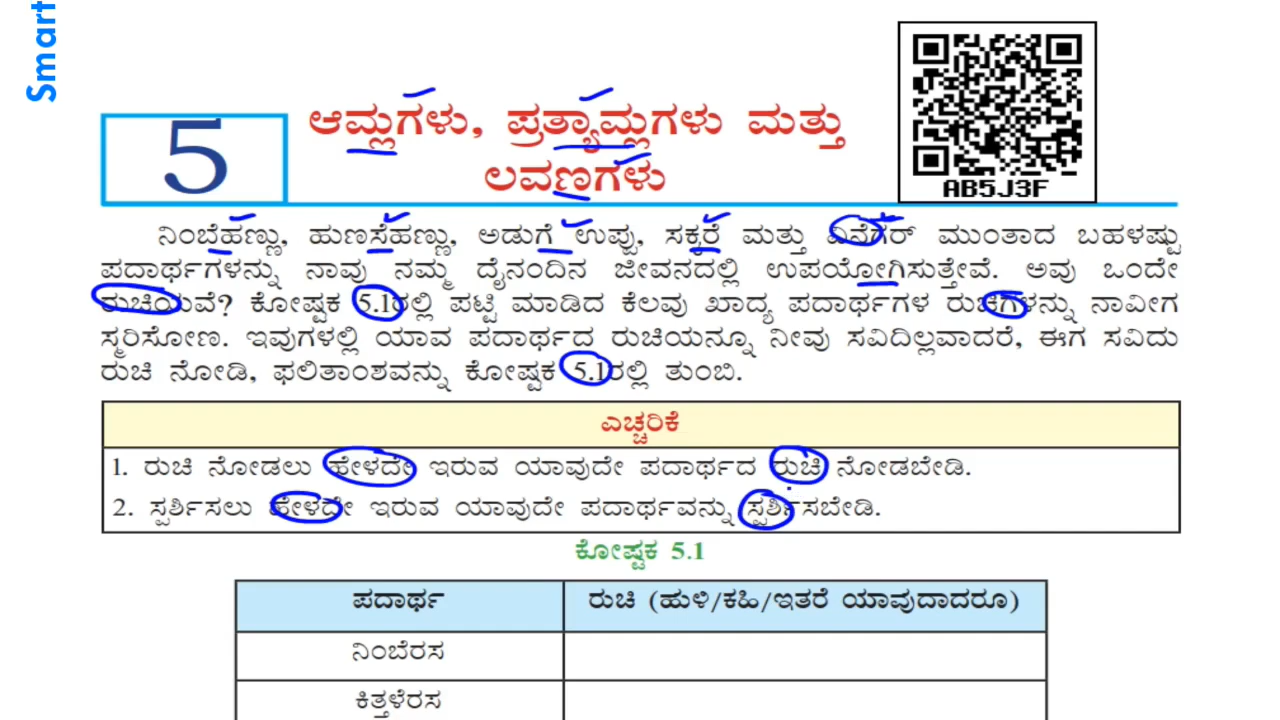 Smart
5
ಆಮ್ಲಗಳು, ಪ್ರತ್ಯಾಮ್ಲಗಳು ಮತ್ತು
ಲವಣಗಳು
AB5J3F
ನಿಂಬೆಹಣ್ಣು, ಹುಣಸೆಹಣ್ಣು, ಅಡುಗೆ ಉಪ್ಪು, ಸಕ್ಕರೆ ಮತ್ತು ವಿನೆಗರ್ ಮುಂತಾದ ಬಹಳಷ್ಟು
ಪದಾರ್ಥಗಳನ್ನು ನಾವು ನಮ್ಮ ದೈನಂದಿನ ಜೀವನದಲ್ಲಿ ಉಪಯೋಗಿಸುತ್ತೇವೆ. ಅವು ಒಂದೇ
ರುಚಿಯವೆ? ಕೋಷ್ಟಕ 5.1ರಲ್ಲಿ ಪಟ್ಟಿ ಮಾಡಿದ ಕೆಲವು ಖಾದ್ಯ ಪದಾರ್ಥಗಳ ರುಚಿಗಳನ್ನು ನಾವೀಗ
ಸ್ಮರಿಸೋಣ. ಇವುಗಳಲ್ಲಿ ಯಾವ ಪದಾರ್ಥದ ರುಚಿಯನ್ನೂ ನೀವು ಸವಿದಿಲ್ಲವಾದರೆ, ಈಗ ಸವಿದು
ರುಚಿ ನೋಡಿ, ಫಲಿತಾಂಶವನ್ನು ಕೋಷ್ಟಕ 5.1ರಲ್ಲಿ ತುಂಬಿ.
ಎಚ್ಚರಿಕೆ
1. ರುಚಿ ನೋಡಲು ಹೇಳದೇ ಇರುವ ಯಾವುದೇ ಪದಾರ್ಥದ ರುಚಿ ನೋಡಬೇಡಿ.
2. ಸ್ಪರ್ಶಿಸಲು ಹೇಳದೇ ಇರುವ ಯಾವುದೇ ಪದಾರ್ಥವನ್ನು ಸ್ಪರ್ಶಿಸಬೇಡಿ.
ಕೋಷ್ಟಕ 5.1
ಪದಾರ್ಥ ರುಚಿ (ಹುಳಿ/ಕಹಿ/ಇತರೆ ಯಾವುದಾದರೂ)
ನಿಂಬೆರಸ
ಕಿತ್ತಳೆರಸ